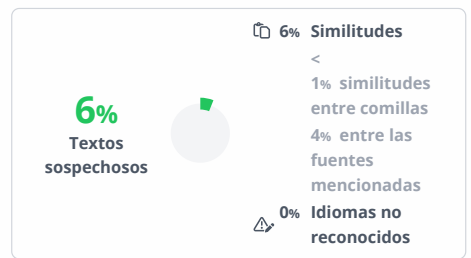 6%
Textos
sospechosos
6% Similitudes
<
1% similitudes
entre comillas
4% entre las
fuentes
mencionadas
0% Idiomas no
reconocidos